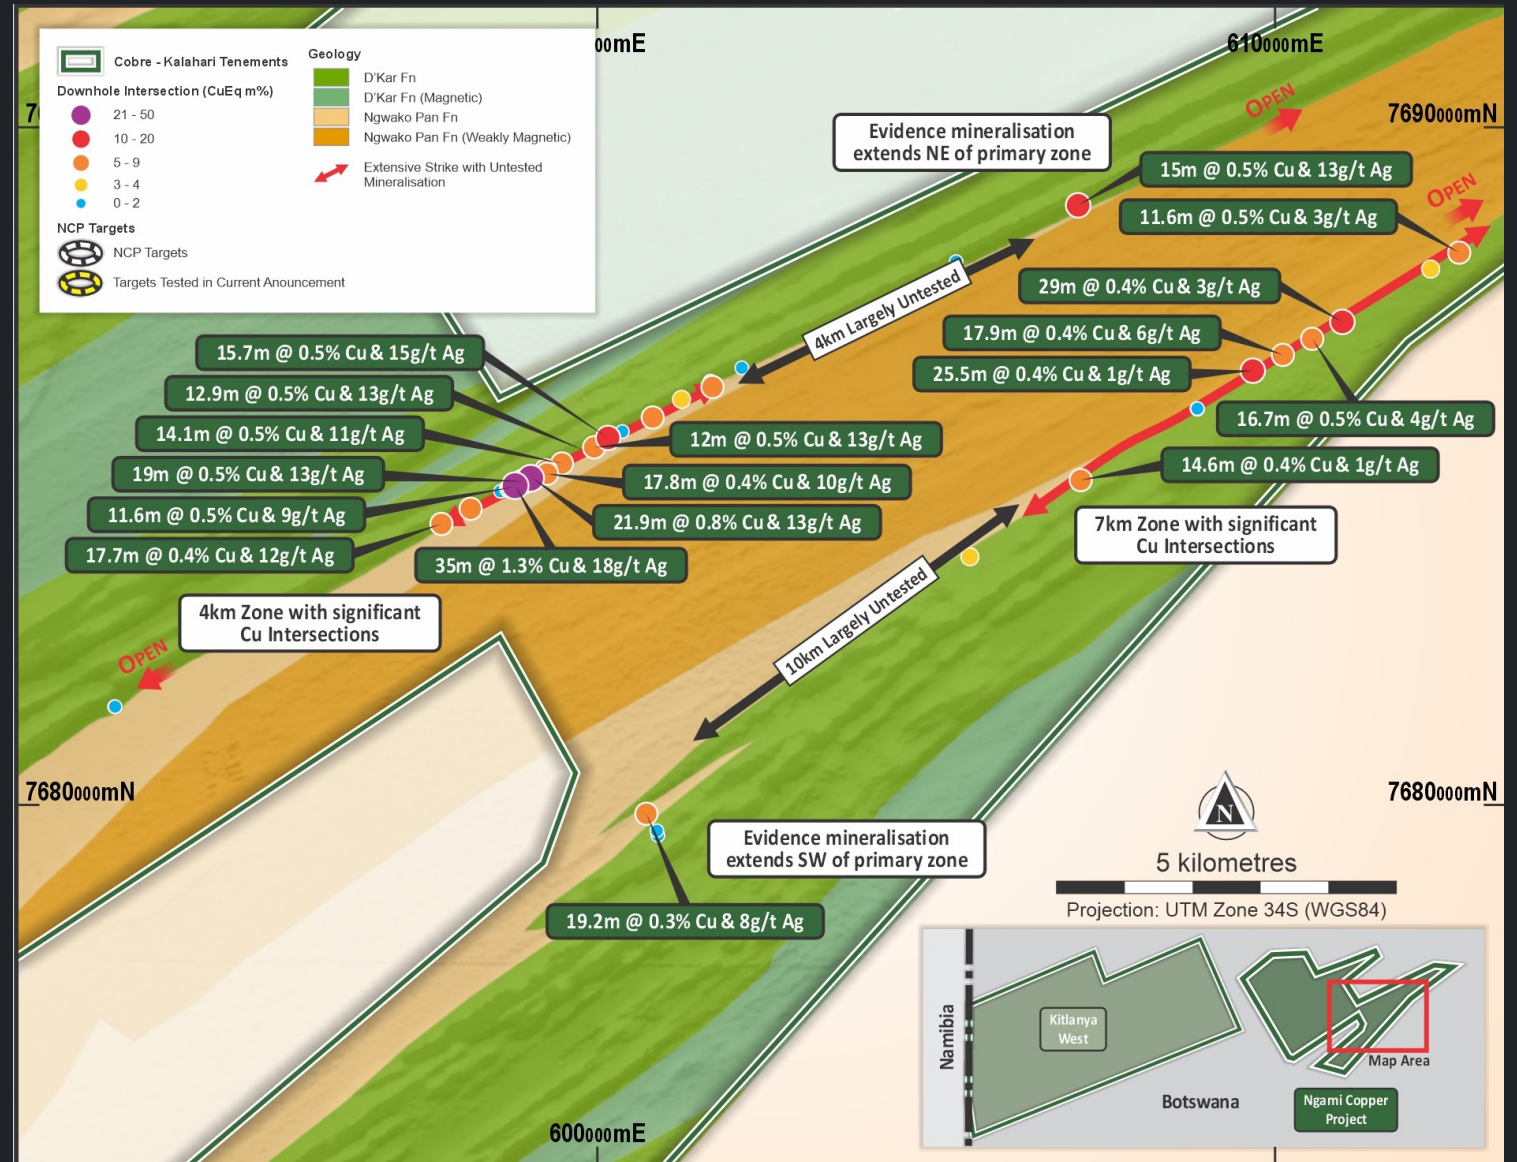 Cobre - Kalahari Tenements
Downhole Intersection (CuEq m%)
21 - 50
10 - 20
5 - 9
3 - 4
0 - 2
NCP Targets
NCP Targets
Targets Tested in Current Anouncement
Geology
D'Kar Fn
D'Kar Fn (Magnetic)
Ngwako Pan Fn
Ngwako Pan Fn (Weakly Magnetic)
Extensive Strike with Untested
Mineralisation
00mE
610000mE
7690000mN
OPEN
OPEN
Evidence mineralisation
extends NE of primary zone
15m @ 0.5% Cu & 13g/t Ag
11.6m @ 0.5% Cu & 3g/t Ag
29m @ 0.4% Cu & 3g/t Ag
17.9m @ 0.4% Cu & 6g/t Ag
25.5m @ 0.4% Cu & 1g/t Ag
16.7m @ 0.5% Cu & 4g/t Ag
14.6m @ 0.4% Cu & 1g/t Ag
4km Largely Untested
15.7m @ 0.5% Cu & 15g/t Ag
12.9m @ 0.5% Cu & 13g/t Ag
14.1m @ 0.5% Cu & 11g/t Ag
19m @ 0.5% Cu & 13g/t Ag
11.6m @ 0.5% Cu & 9g/t Ag
17.7m @ 0.4% Cu & 12g/t Ag
12m @ 0.5% Cu & 13g/t Ag
17.8m @ 0.4% Cu & 10g/t Ag
21.9m @ 0.8% Cu & 13g/t Ag
35m @ 1.3% Cu & 18g/t Ag
7km Zone with significant
Cu Intersections
4km Zone with significant
Cu Intersections
10km Largely Untested
OPEN
7680000mN
7680000mN
Evidence mineralisation
extends SW of primary zone
19.2m @ 0.3% Cu & 8g/t Ag
N
5 kilometres
Projection: UTM Zone 34S (WGS84)
Namibia
Kitlanya
West
Map Area
Botswana
Ngami Copper
Project
600000mE